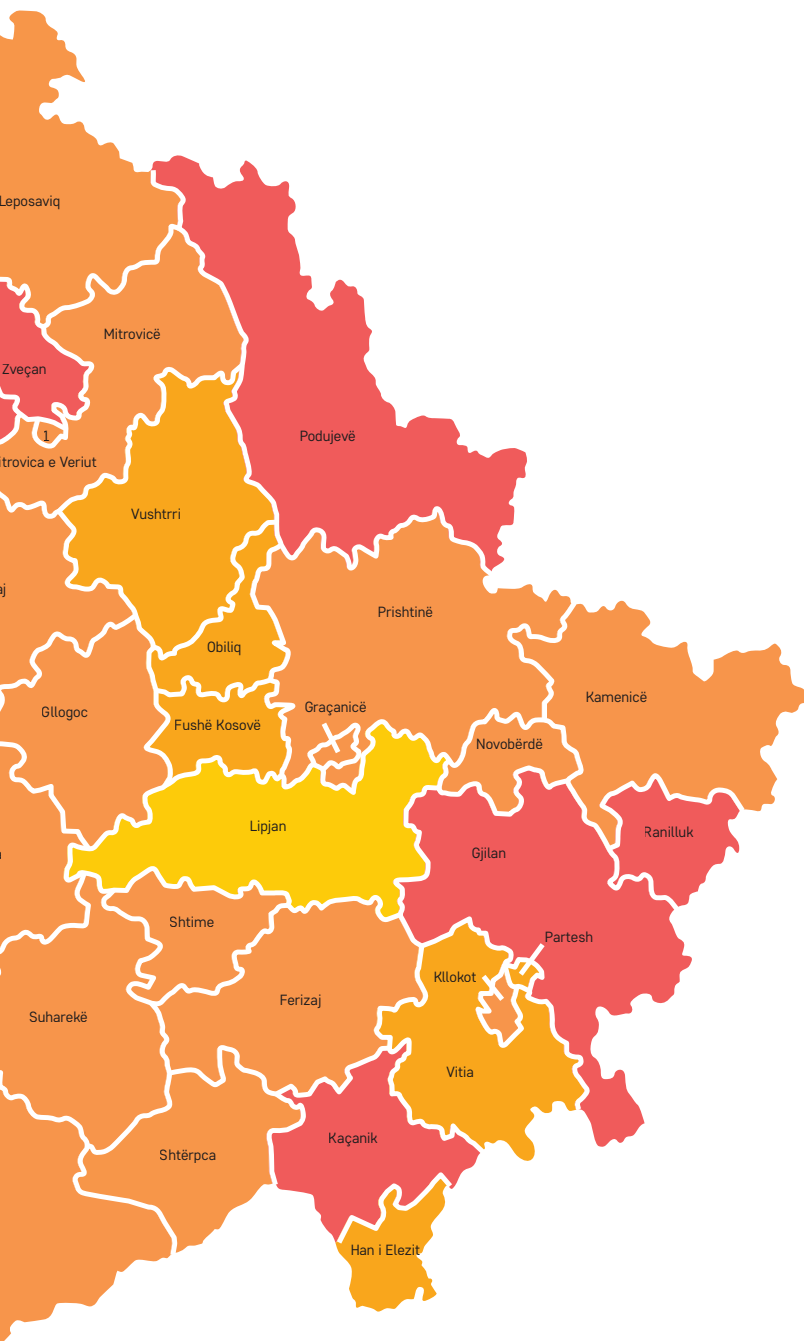 Leposaviq
Mitrovicë
Zveçan
Podujevë
1
itrovica e Veriut
Vushtrri
aj
Prishtinë
Obiliq
Kamenicë
Graçanicë
Gllogoc
Fushë Kosovë
Novobërdë
Lipjan
Ranilluk
Gjilan
Shtime
Partesh
Kllokot
Ferizaj
Suharekë
Vitia
Kaçanik
Shtërpca
Han i Elezit